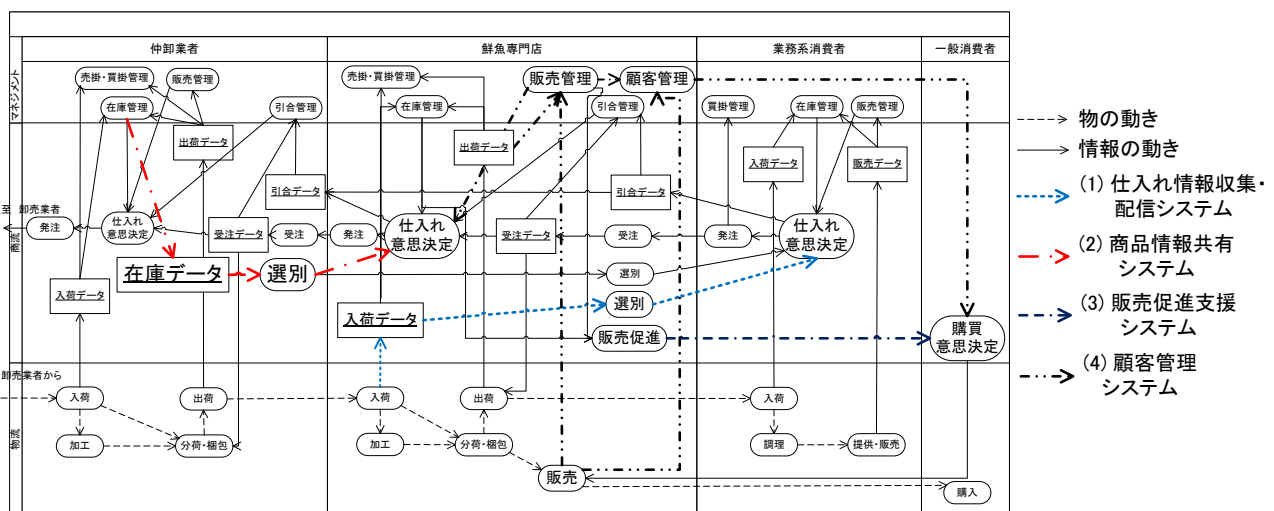 仲卸業者
鮮魚専門店
業務系消費者
一般消費者
マネジメント
売掛・買掛管理
販売管理
在庫管理
引合管理
出荷データ
売掛・買掛管理
在庫管理
販売管理
顧客管理
引合管理
出荷データ
買掛管理
在庫管理
販売管理
入荷データ
販売データ
商流
至 卸売業者
発注
仕入れ
意思決定
引合データ
受注データ
受注
発注
在庫データ
選別
入荷データ
仕入れ
意思決定
引合データ
受注データ
受注
発注
仕入れ
意思決定
選別
選別
入荷データ
販売促進
購買
意思決定
物流
卸売業者から
入荷
出荷
加工
分荷・梱包
入荷
出荷
加工
分荷・梱包
販売
入荷
調理
提供・販売
購入
物の動き
情報の動き
(1) 仕入れ情報収集・
配信システム
(2) 商品情報共有
システム
(3) 販売促進支援
システム
(4) 顧客管理
システム